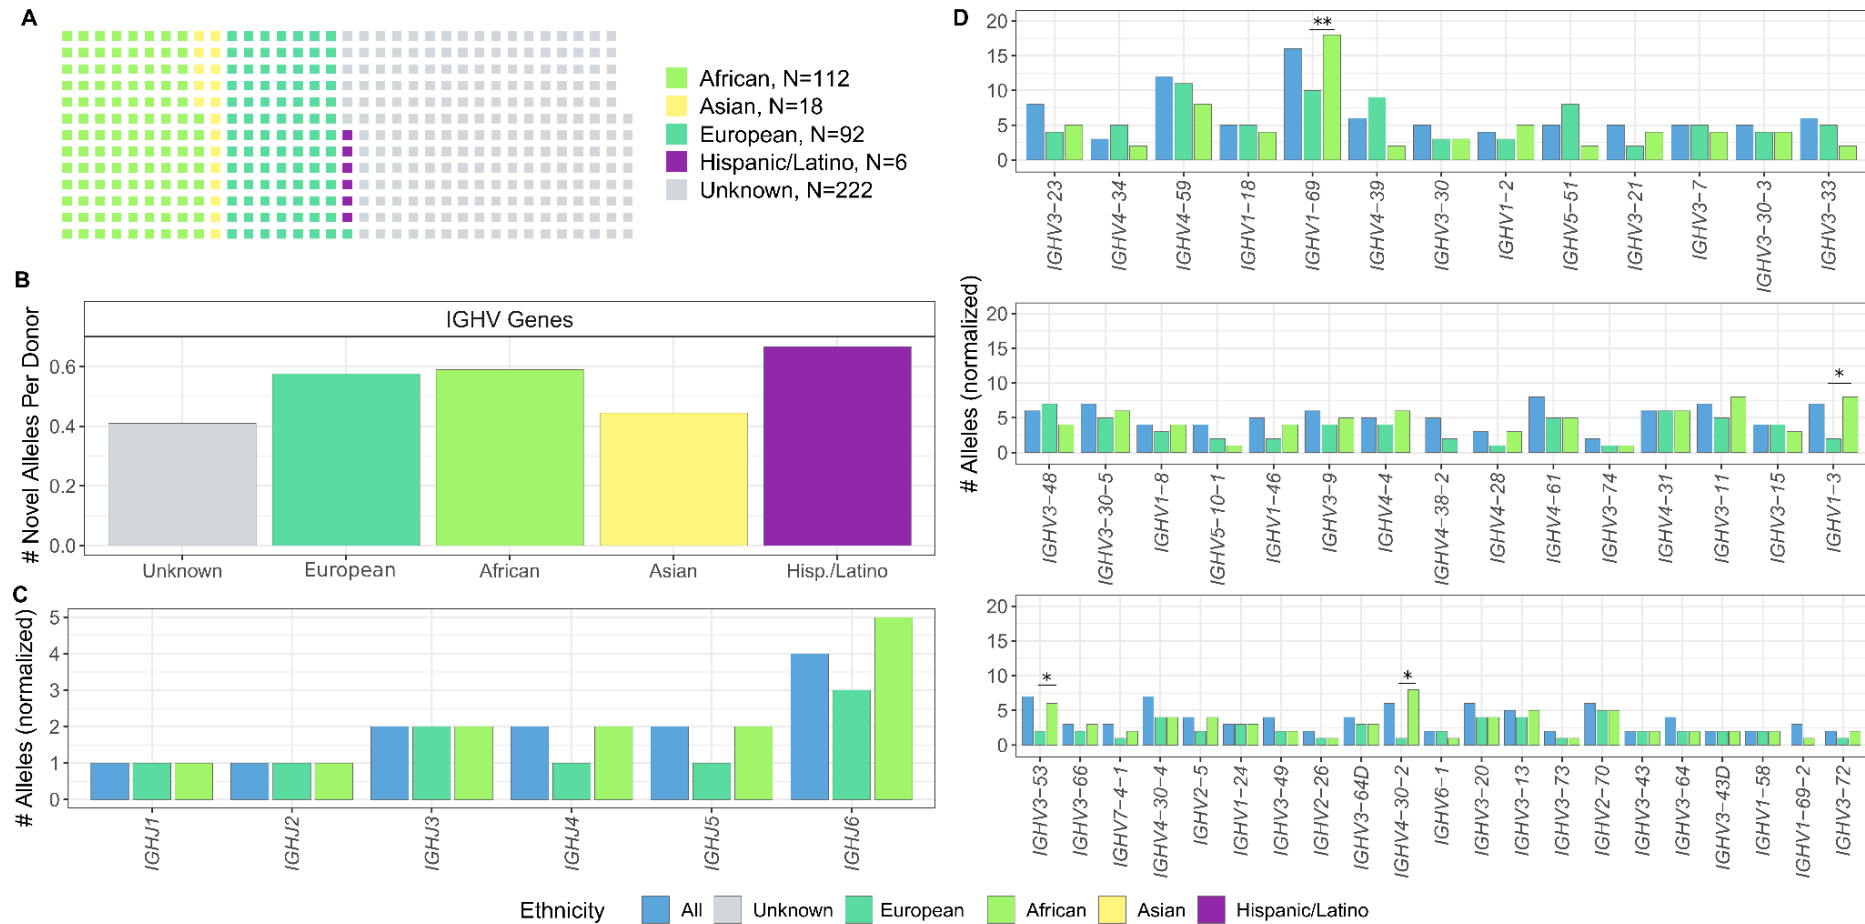 A
African, N=112
Asian, N=18
European, N=92
Hispanic/Latino, N=6
Unknown, N=222
B
IGHV Genes
# Novel Alleles Per Donor
0.6
0.4
0.2
0.0
Unknown European African Asian Hisp./Latino
C
# Alleles (normalized)
5
4
3
2
1
0
IGHJ1 IGHJ2 IGHJ3 IGHJ4 IGHJ5 IGHJ6
D
# Alleles (normalized)
20
15
10
5
0
**
IGHV3-23 IGHV4-34 IGHV4-59 IGHV1-18 IGHV1-69 IGHV4-39 IGHV3-30 IGHV1-2 IGHV5-51 IGHV3-21 IGHV3-7 IGHV3-30-3 IGHV3-33
20
15
10
5
0
*
IGHV3-48 IGHV3-30-5 IGHV1-8 IGHV5-10-1 IGHV1-46 IGHV3-9 IGHV4-4 IGHV4-38-2 IGHV4-28 IGHV4-61 IGHV3-74 IGHV4-31 IGHV3-11 IGHV3-15 IGHV1-3
20
15
10
5
0
* *
IGHV3-53 IGHV3-66 IGHV7-4-1 IGHV4-30-4 IGHV2-5 IGHV1-24 IGHV3-49 IGHV2-26 IGHV3-64D IGHV4-30-2 IGHV6-1 IGHV3-20 IGHV3-13 IGHV3-73 IGHV2-70 IGHV3-43 IGHV3-64 IGHV3-43D IGHV1-58 IGHV1-69-2 IGHV3-72
Ethnicity All Unknown European African Asian Hispanic/Latino